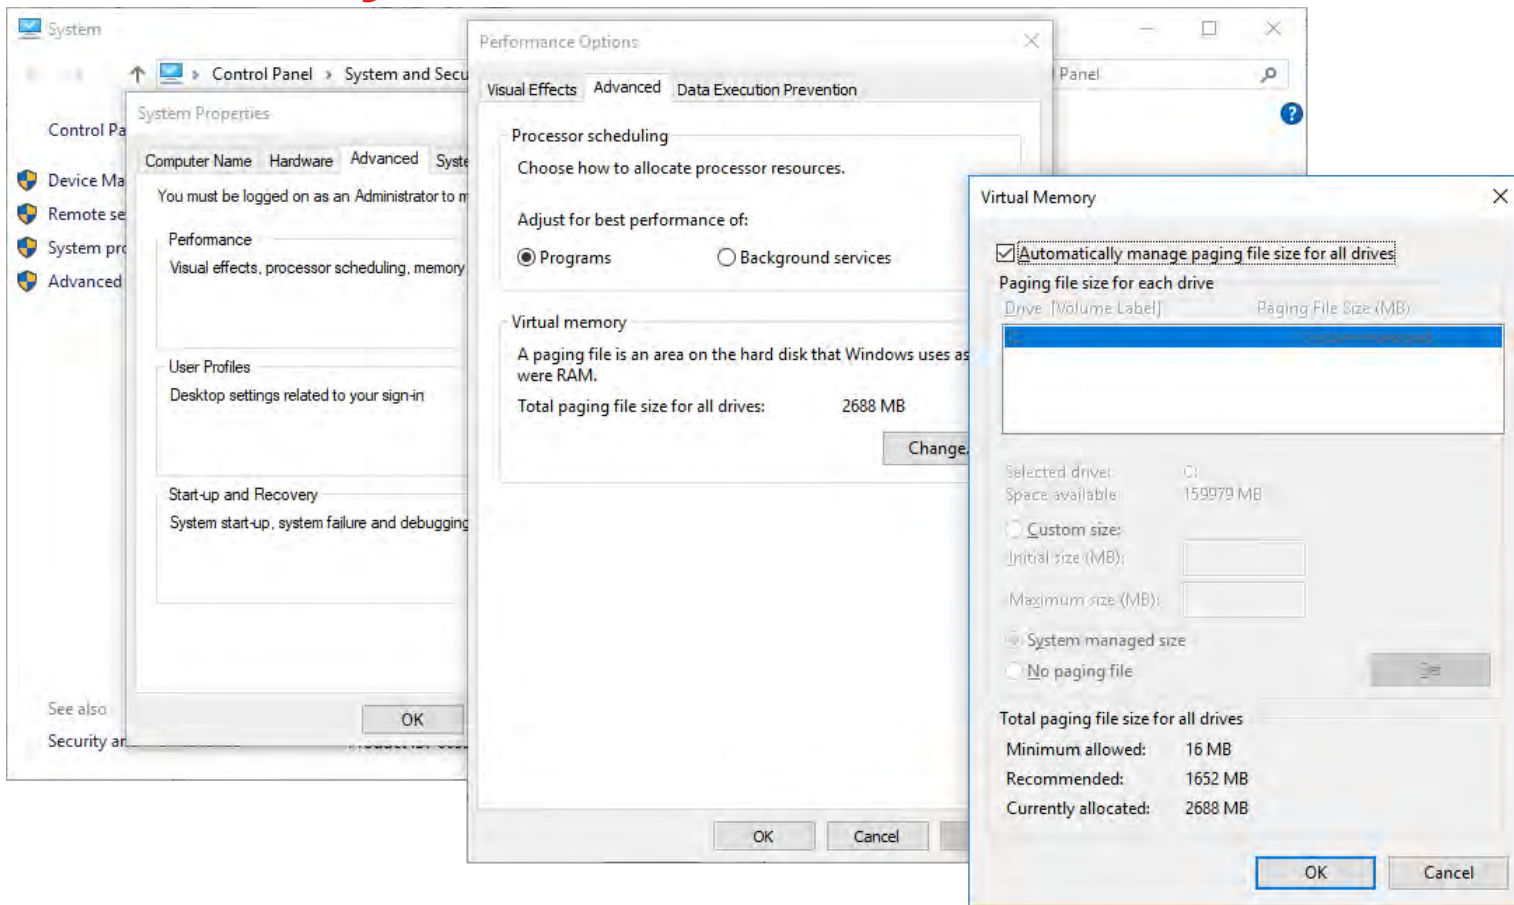 System
Control Panel › System and Secu
Panel
Control Pa
Device Ma
Remote se
System pro
Advanced
See also
Security an
System Properties
Computer Name
Hardware
Advanced
Syste
You must be logged on as an Administrator to m
Performance
Visual effects, processor scheduling, memory
User Profiles
Desktop settings related to your sign-in
Start-up and Recovery
System start-up, system failure and debugging
OK
Performance Options
Visual Effects
Advanced
Data Execution Prevention
Processor scheduling
Choose how to allocate processor resources.
Adjust for best performance of:
Programs
Background services
Virtual memory
A paging file is an area on the hard disk that Windows uses as
were RAM.
Total paging file size for all drives: 2688 MB
Change.
OK
Cancel
Virtual Memory
Automatically manage paging file size for all drives
Paging file size for each drive
Drive [Volume Label] Paging File Size (MB)
Selected drive: C:
Space available: 159979 MB
Custom size:
Initial size (MB):
Maximum size (MB):
System managed size
No paging file
Set
Total paging file size for all drives
Minimum allowed: 16 MB
Recommended: 1652 MB
Currently allocated: 2688 MB
OK
Cancel